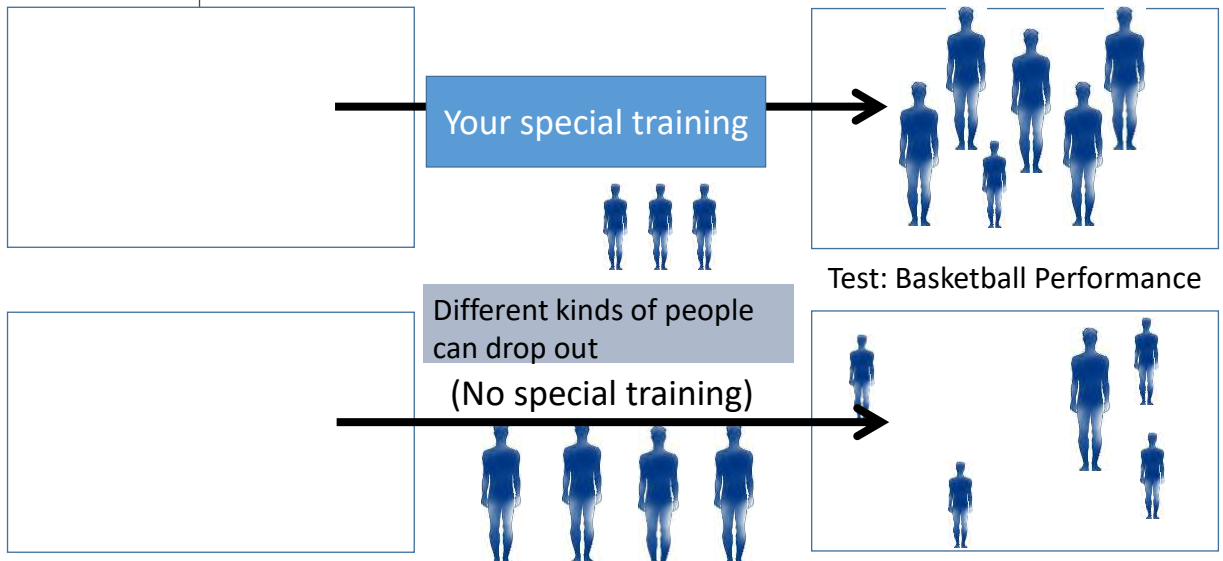 Your special training
Test: Basketball Performance
Different kinds of people
can drop out
(No special training)